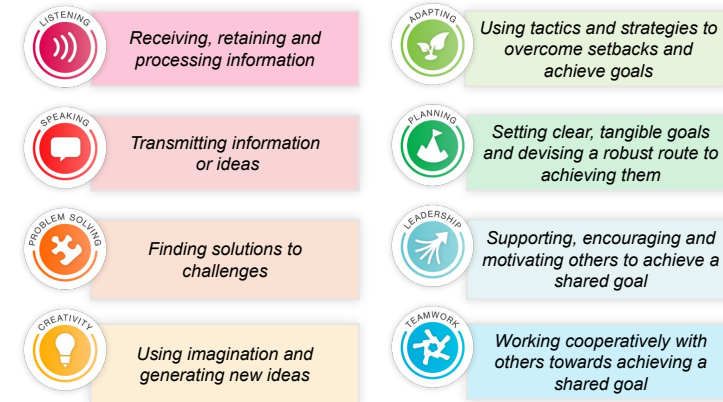 LISTENING
Receiving, retaining and
processing information
SPEAKING
Transmitting information
or ideas
PROBLEM SOLVING
Finding solutions to
challenges
CREATIVITY
Using imagination and
generating new ideas
ADAPTING
Using tactics and strategies to
overcome setbacks and
achieve goals
PLANNING
Setting clear, tangible goals
and devising a robust route to
achieving them
LEADERSHIP
Supporting, encouraging and
motivating others to achieve a
shared goal
TEAMWORK
Working cooperatively with
others towards achieving a
shared goal